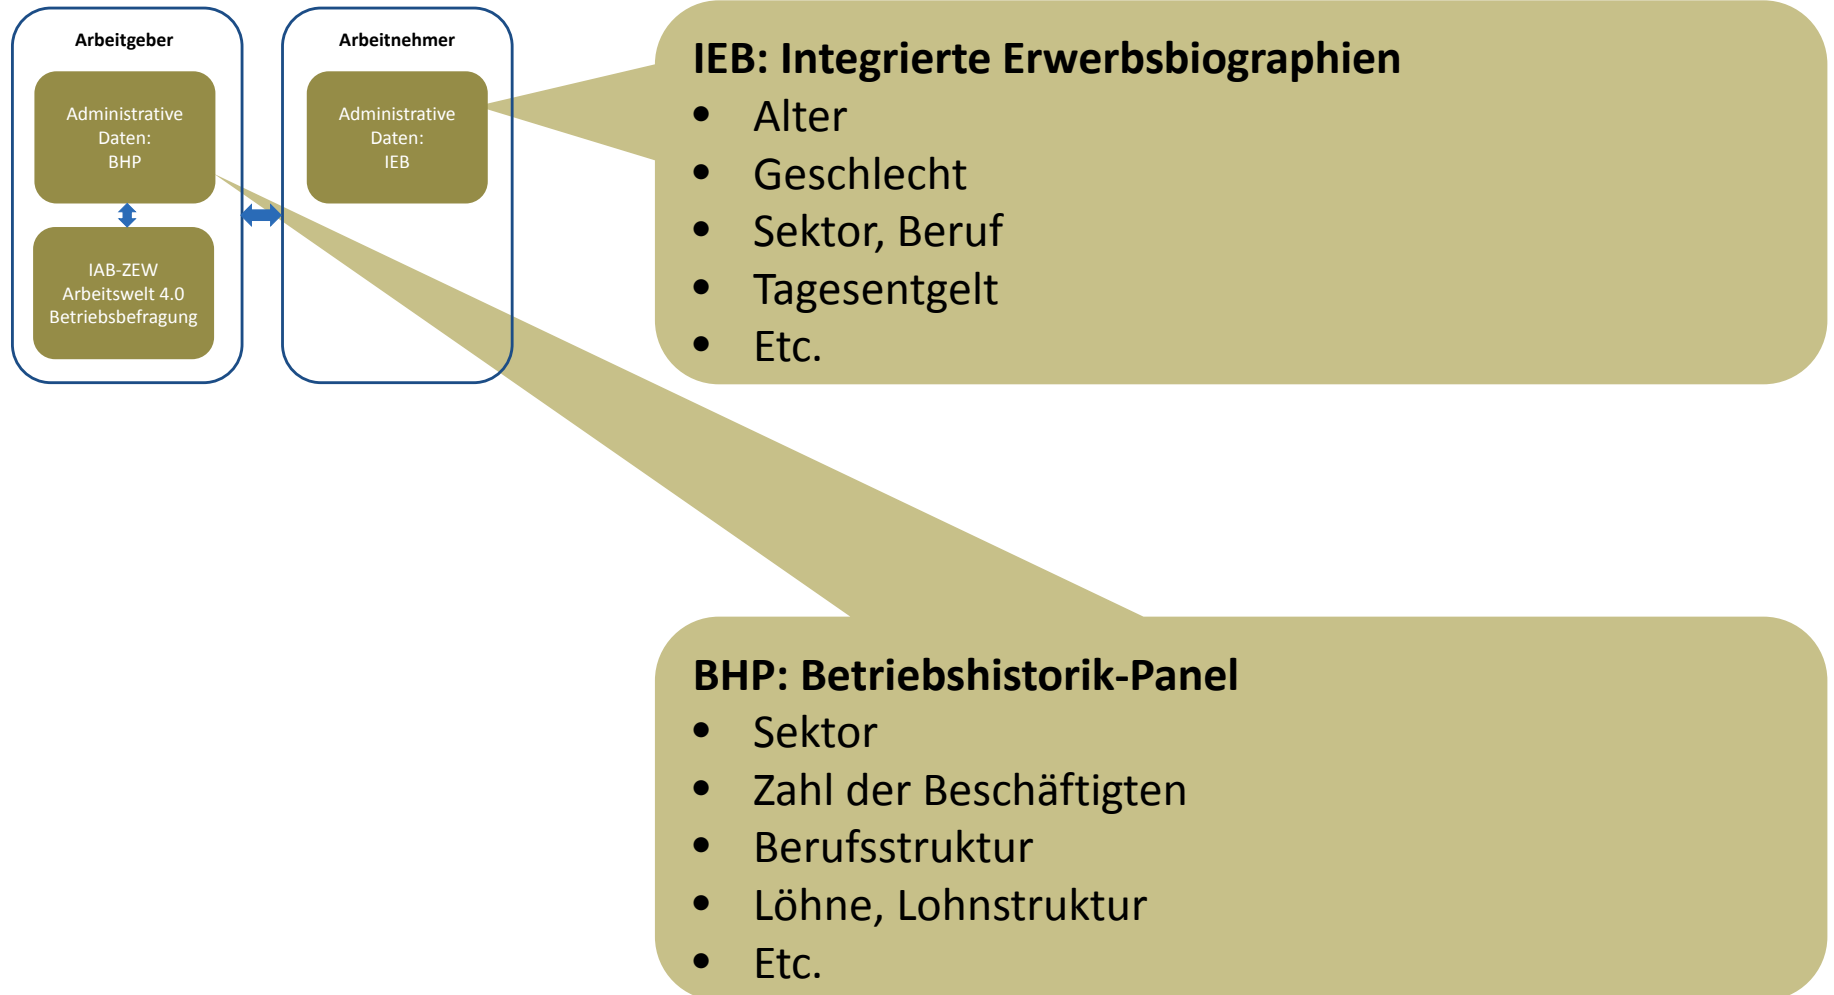 Arbeitgeber
Administrative
Daten:
BHP
IAB-ZEW
Arbeitswelt 4.0
Betriebsbefragung
Arbeitnehmer
Administrative
Daten:
IEB
IEB: Integrierte Erwerbsbiographien
• Alter
• Geschlecht
• Sektor, Beruf
• Tagesentgelt
• Etc.
BHP: Betriebshistorik-Panel
• Sektor
• Zahl der Beschäftigten
• Berufsstruktur
• Löhne, Lohnstruktur
• Etc.